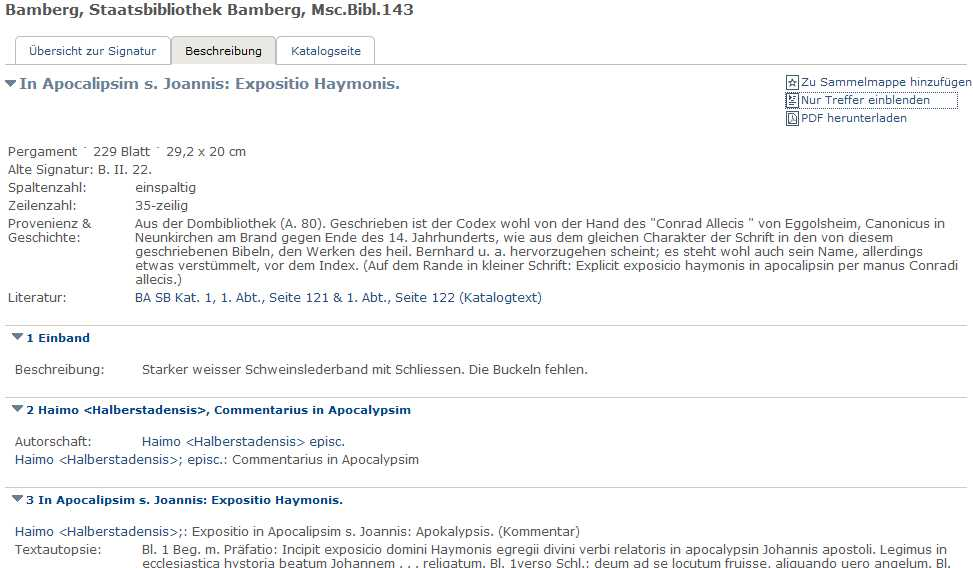 Bamberg, Staatsbibliothek Bamberg, Msc.Bibl.143
Übersicht zur Signatur
Beschreibung
Katalogseite
In Apocalipsim s. Joannis: Expositio Haymonis.
Zu Sammelmappe hinzufügen
Nur Treffer einblenden
PDF herunterladen
Pergament ¨ 229 Blatt ¨ 29,2 x 20 cm
Alte Signatur: B. II. 22.
Spaltenzahl: einspaltig
Zeilenzahl: 35-zeilig
Provenienz & Aus der Dombibliothek (A. 80). Geschrieben ist der Codex wohl von der Hand des "Conrad Allecis " von Eggolsheim, Canonicus in
Geschichte: Neunkirchen am Brand gegen Ende des 14. Jahrhunderts, wie aus dem gleichen Charakter der Schrift in den von diesem
geschriebenen Bibeln, den Werken des heil. Bernhard u. a. hervorzugehen scheint; es steht wohl auch sein Name, allerdings
etwas verstümmelt, vor dem Index. (Auf dem Rande in kleiner Schrift: Explicit exposicio haymonis in apocalipsin per manus Conradi
allecis.)
Literatur: BA SB Kat. 1, 1. Abt., Seite 121 & 1. Abt., Seite 122 (Katalogtext)
1 Einband
Beschreibung: Starker weisser Schweinslederband mit Schliessen. Die Buckeln fehlen.
2 Haimo <Halberstadensis>, Commentarius in Apocalypsim
Autorschaft: Haimo <Halberstadensis> episc.
Haimo <Halberstadensis>; episc.: Commentarius in Apocalypsim
3 In Apocalipsim s. Joannis: Expositio Haymonis.
Haimo <Halberstadensis>;: Expositio in Apocalipsim s. Joannis: Apokalypsis. (Kommentar)
Textautopsie: Bl. 1 Beg. m. Präfatio: Incipit exposicio domini Haymonis egregii divini verbi relatoris in apocalypsin Johannis apostoli. Legimus in
ecclesiastica hystoria beatum Johannem . . . religatum. Bl. 1verso Schl.: deum ad se locutum fruisse, aliquando uero angelum. Bl.